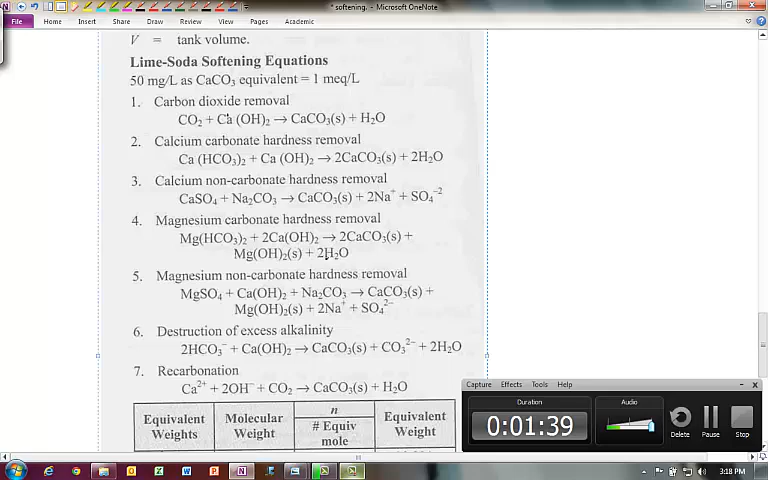 * softening. - Microsoft OneNote
File Home Insert Share Draw Review View Pages Academic
V = tank volume.
Lime-Soda Softening Equations
50 mg/L as CaCO₃ equivalent = 1 meq/L
1. Carbon dioxide removal
CO₂ + Ca (OH)₂ → CaCO₃(s) + H₂O
2. Calcium carbonate hardness removal
Ca (HCO₃)₂ + Ca (OH)₂ → 2CaCO₃(s) + 2H₂O
3. Calcium non-carbonate hardness removal
CaSO₄ + Na₂CO₃ → CaCO₃(s) + 2Na⁺ + SO₄⁻²
4. Magnesium carbonate hardness removal
Mg(HCO₃)₂ + 2Ca(OH)₂ → 2CaCO₃(s) +
Mg(OH)₂(s) + 2H₂O
5. Magnesium non-carbonate hardness removal
MgSO₄ + Ca(OH)₂ + Na₂CO₃ → CaCO₃(s) +
Mg(OH)₂(s) + 2Na⁺ + SO₄²⁻
6. Destruction of excess alkalinity
2HCO₃⁻ + Ca(OH)₂ → CaCO₃(s) + CO₃²⁻ + 2H₂O
7. Recarbonation
Ca²⁺ + 2OH⁻ + CO₂ → CaCO₃(s) + H₂O
Equivalent Weights
Molecular Weight
n
# Equiv mole
Equivalent Weight
Capture Effects Tools Help
Duration
0:01:39
Audio
Delete Pause Stop
3:18 PM